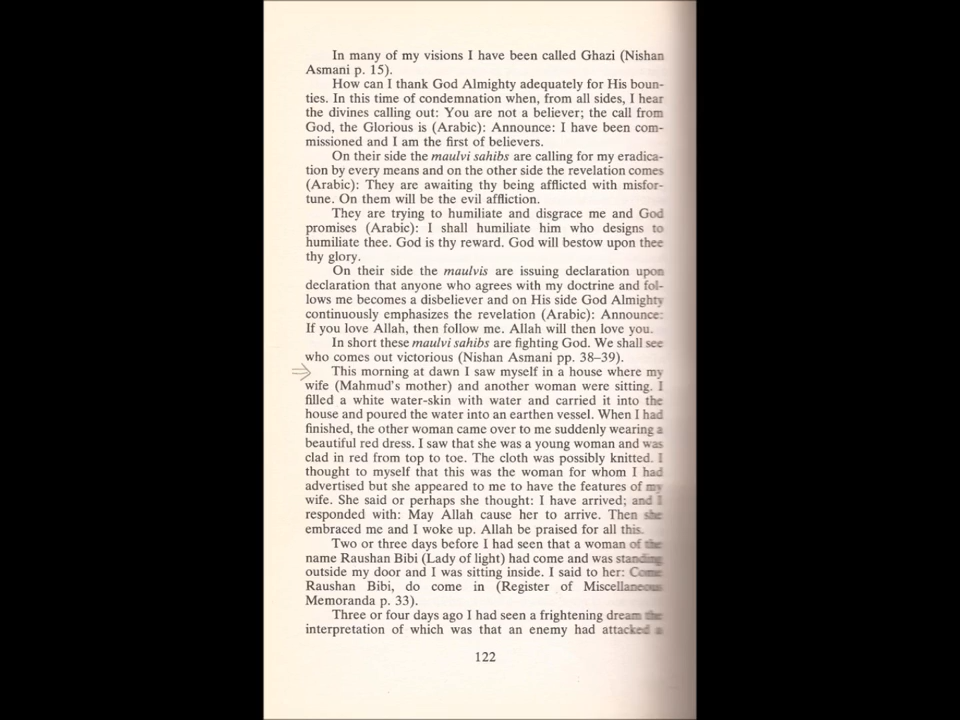 In many of my visions I have been called Ghazi (Nishan
Asmani p. 15).
How can I thank God Almighty adequately for His boun-
ties. In this time of condemnation when, from all sides, I hear
the divines calling out: You are not a believer; the call from
God, the Glorious is (Arabic): Announce: I have been com-
missioned and I am the first of believers.
On their side the maulvi sahibs are calling for my eradica-
tion by every means and on the other side the revelation comes
(Arabic): They are awaiting thy being afflicted with misfor-
tune. On them will be the evil affliction.
They are trying to humiliate and disgrace me and God
promises (Arabic): I shall humiliate him who designs to
humiliate thee. God is thy reward. God will bestow upon thee
thy glory.
On their side the maulvis are issuing declaration upon
declaration that anyone who agrees with my doctrine and fol-
lows me becomes a disbeliever and on His side God Almighty
continuously emphasizes the revelation (Arabic): Announce:
If you love Allah, then follow me. Allah will then love you.
In short these maulvi sahibs are fighting God. We shall see
who comes out victorious (Nishan Asmani pp. 38–39).
This morning at dawn I saw myself in a house where my
wife (Mahmud's mother) and another woman were sitting. I
filled a white water-skin with water and carried it into the
house and poured the water into an earthen vessel. When I had
finished, the other woman came over to me suddenly wearing a
beautiful red dress. I saw that she was a young woman and was
clad in red from top to toe. The cloth was possibly knitted. I
thought to myself that this was the woman for whom I had
advertised but she appeared to me to have the features of my
wife. She said or perhaps she thought: I have arrived; and I
responded with: May Allah cause her to arrive. Then she
embraced me and I woke up. Allah be praised for all this.
Two or three days before I had seen that a woman of the
name Raushan Bibi (Lady of light) had come and was standing
outside my door and I was sitting inside. I said to her: Come
Raushan Bibi, do come in (Register of Miscellaneous
Memoranda p. 33).
Three or four days ago I had seen a frightening dream the
interpretation of which was that an enemy had attacked a
122